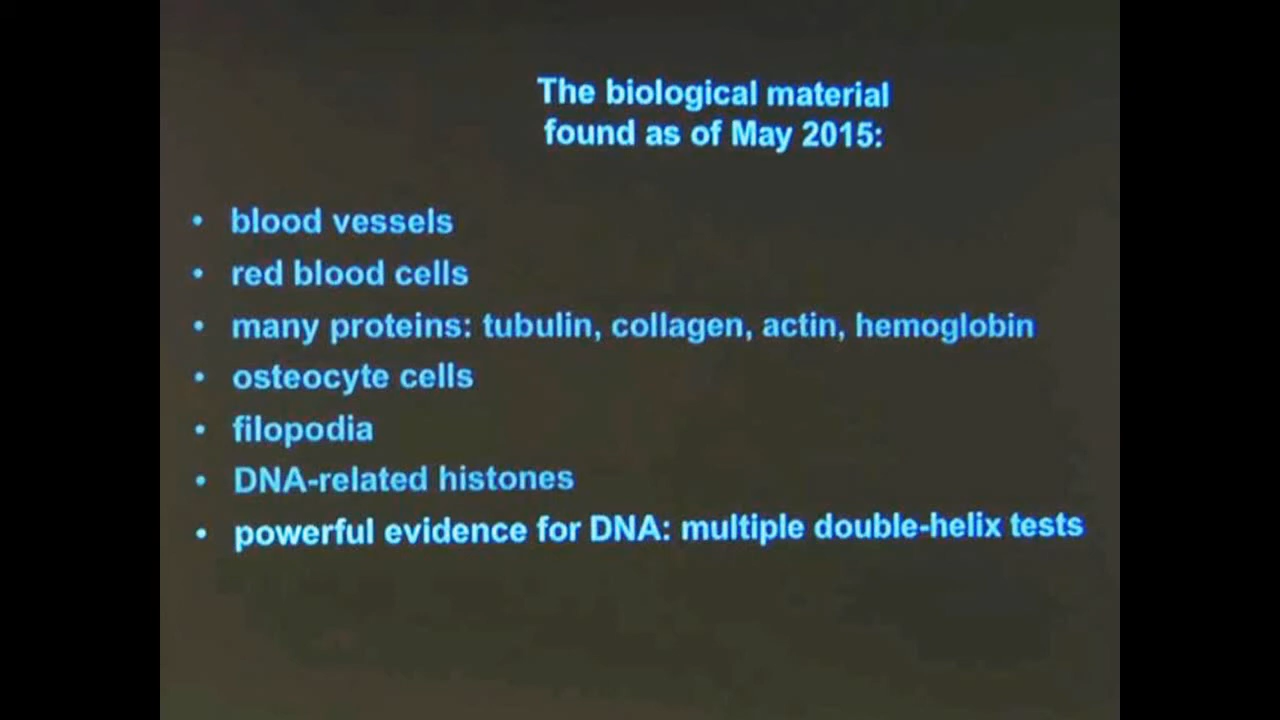 The biological material
found as of May 2015:
• blood vessels
• red blood cells
• many proteins: tubulin, collagen, actin, hemoglobin
• osteocyte cells
• filopodia
• DNA-related histones
• powerful evidence for DNA: multiple double-helix tests